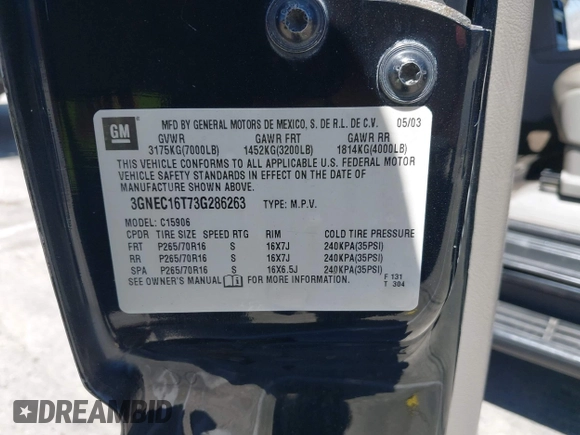 GM
MFD BY GENERAL MOTORS DE MEXICO, S. DE R.L. DE C.V. 05/03
GVWR GAWR FRT GAWR RR
3175KG(7000LB) 1452KG(3200LB) 1814KG(4000LB)
THIS VEHICLE CONFORMS TO ALL APPLICABLE U.S. FEDERAL MOTOR
VEHICLE SAFETY STANDARDS IN EFFECT ON THE DATE OF
MANUFACTURE SHOWN ABOVE.
3GNEC16T73G286263 TYPE: M.P.V.
MODEL: C15906
CPDR TIRE SIZE SPEED RTG RIM COLD TIRE PRESSURE
FRT P265/70R16 S 16X7J 240KPA(35PSI)
RR P265/70R16 S 16X7J 240KPA(35PSI)
SPA P265/70R16 S 16X6.5J 240KPA(35PSI)
SEE OWNER'S MANUAL FOR MORE INFORMATION.
F 131
T 304
DREAMBID